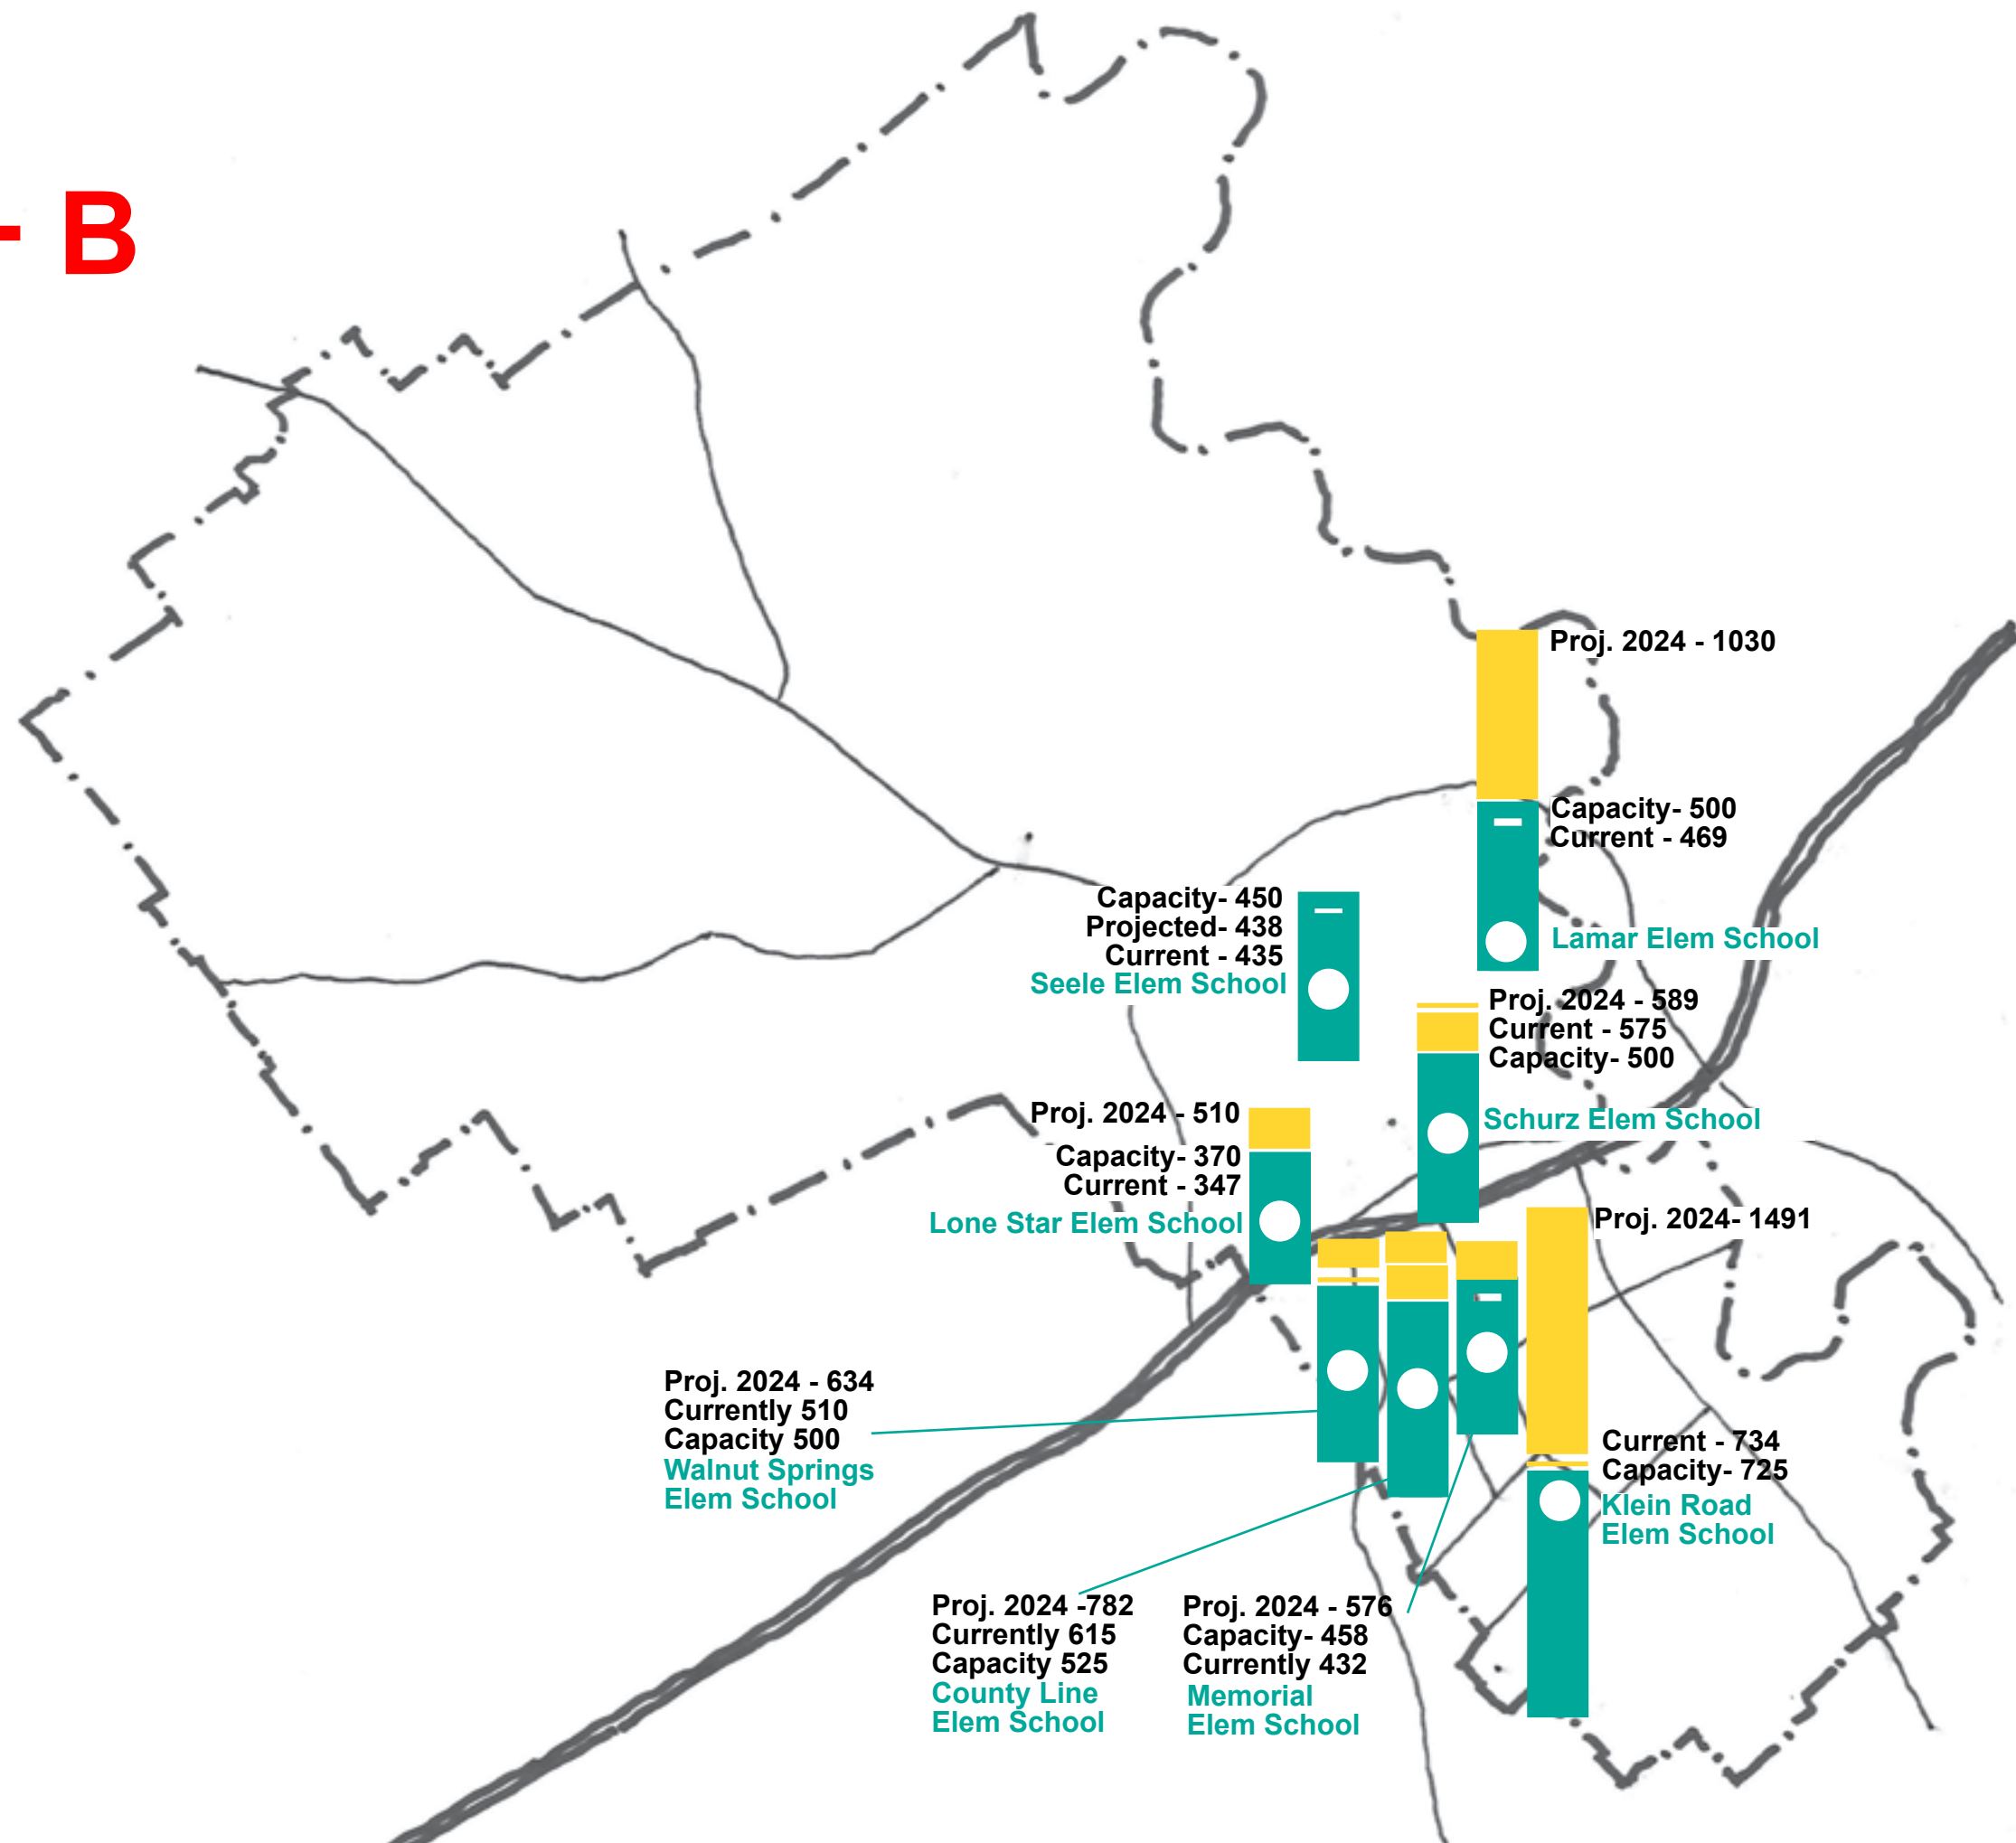 - B
Proj. 2024 - 1030
Capacity- 500
Current - 469
Lamar Elem School
Capacity- 450
Projected- 438
Current - 435
Seele Elem School
Proj. 2024 - 589
Current - 575
Capacity- 500
Schurz Elem School
Proj. 2024 - 510
Capacity- 370
Current - 347
Lone Star Elem School
Proj. 2024- 1491
Current - 734
Capacity- 725
Klein Road
Elem School
Proj. 2024 - 634
Currently 510
Capacity 500
Walnut Springs
Elem School
Proj. 2024 -782
Currently 615
Capacity 525
County Line
Elem School
Proj. 2024 - 576
Capacity- 458
Currently 432
Memorial
Elem School